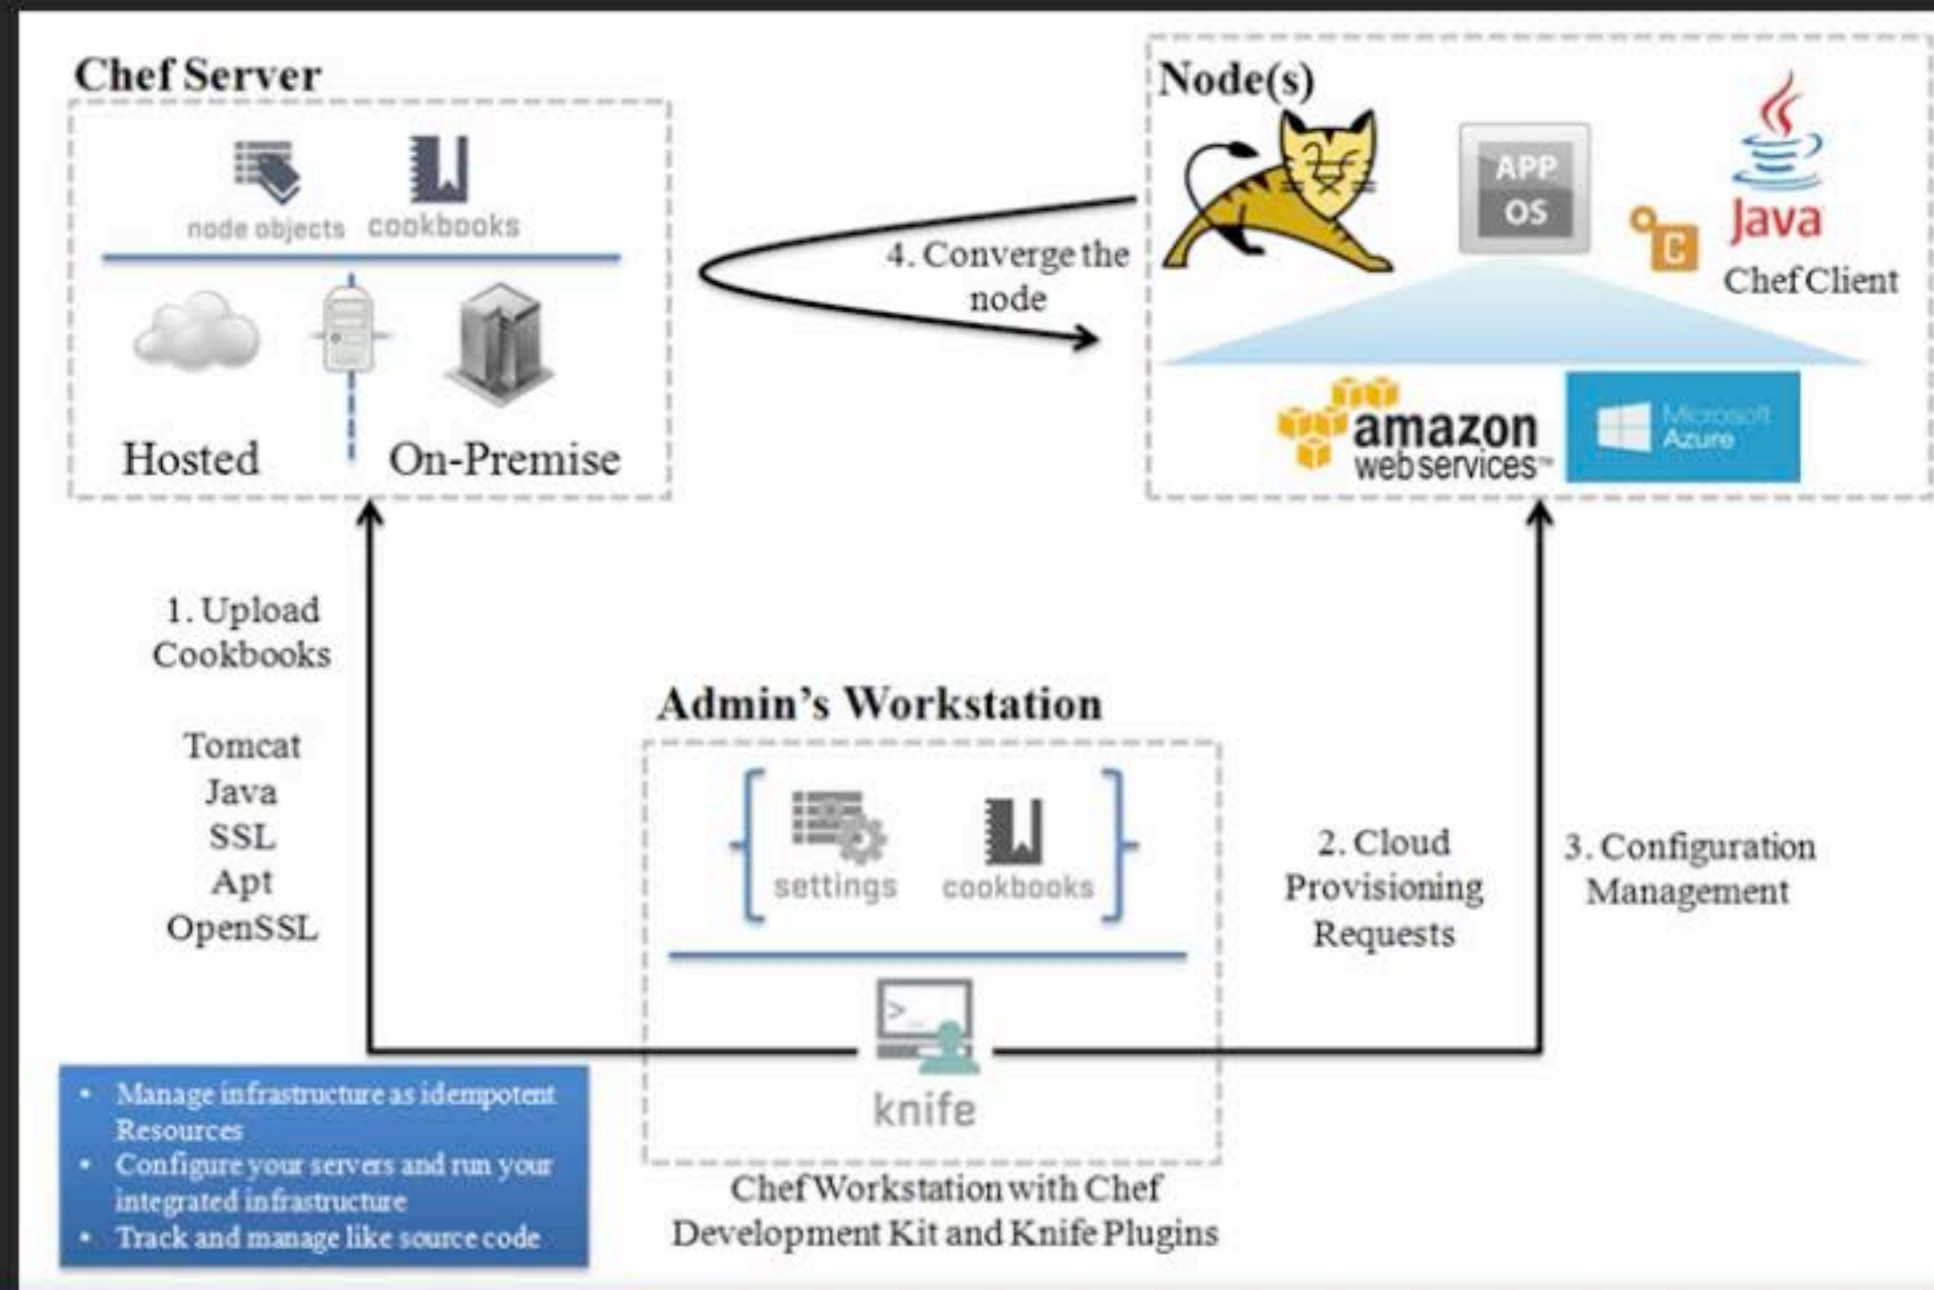 Chef Server
node objects
cookbooks
Hosted
On-Premise
4. Converge the
node
Node(s)
APP
OS
C
Java
Chef Client
amazon
webservices™
Microsoft
Azure
1. Upload
Cookbooks
Tomcat
Java
SSL
Apt
OpenSSL
Admin's Workstation
settings
cookbooks
>_
knife
Chef Workstation with Chef
Development Kit and Knife Plugins
2. Cloud
Provisioning
Requests
3. Configuration
Management
• Manage infrastructure as idempotent
Resources
• Configure your servers and run your
integrated infrastructure
• Track and manage like source code